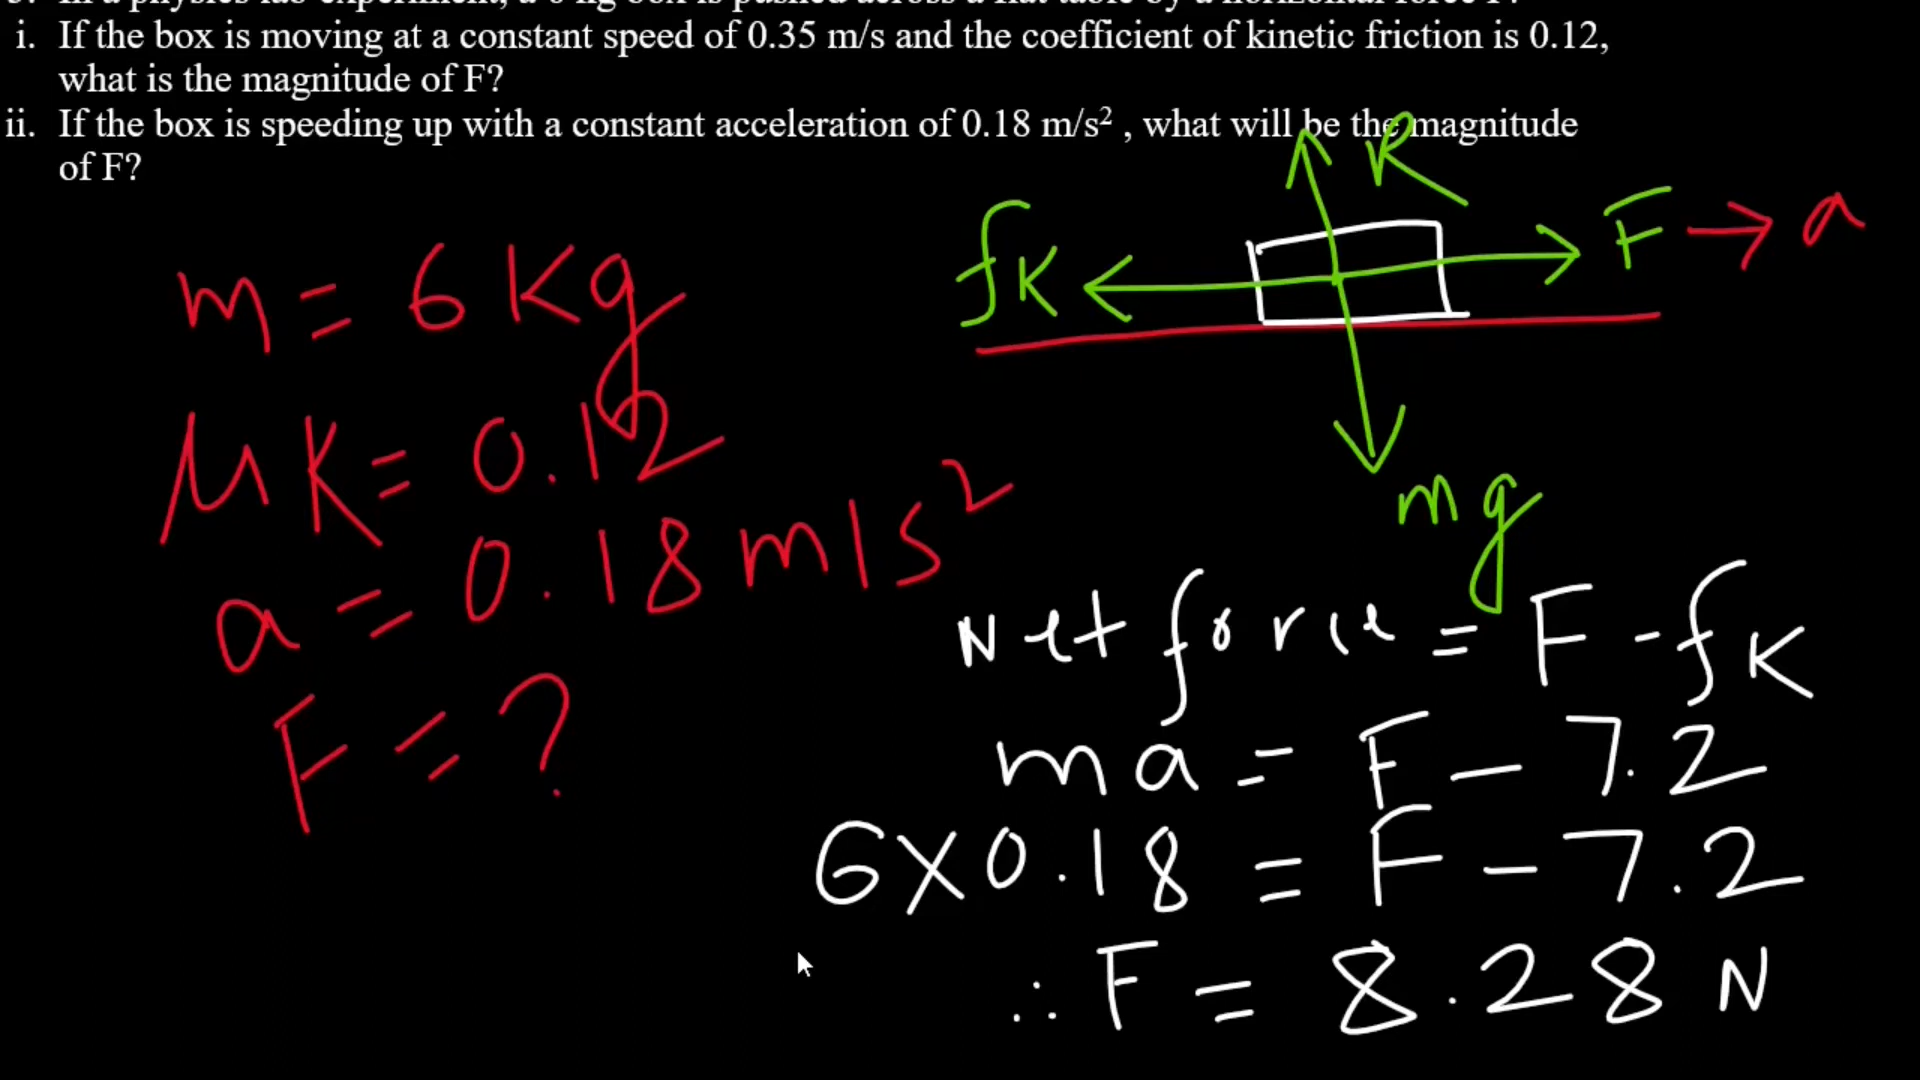 i. If the box is moving at a constant speed of 0.35 m/s and the coefficient of kinetic friction is 0.12,
what is the magnitude of F?
ii. If the box is speeding up with a constant acceleration of 0.18 m/s² , what will be the magnitude
of F?
R
fK
F → a
mg
m = 6 Kg
μK = 0.12
a = 0.18 m/s²
F = ?
Net force = F - fK
ma = F - 7.2
6X0.18 = F - 7.2
∴ F = 8.28 N